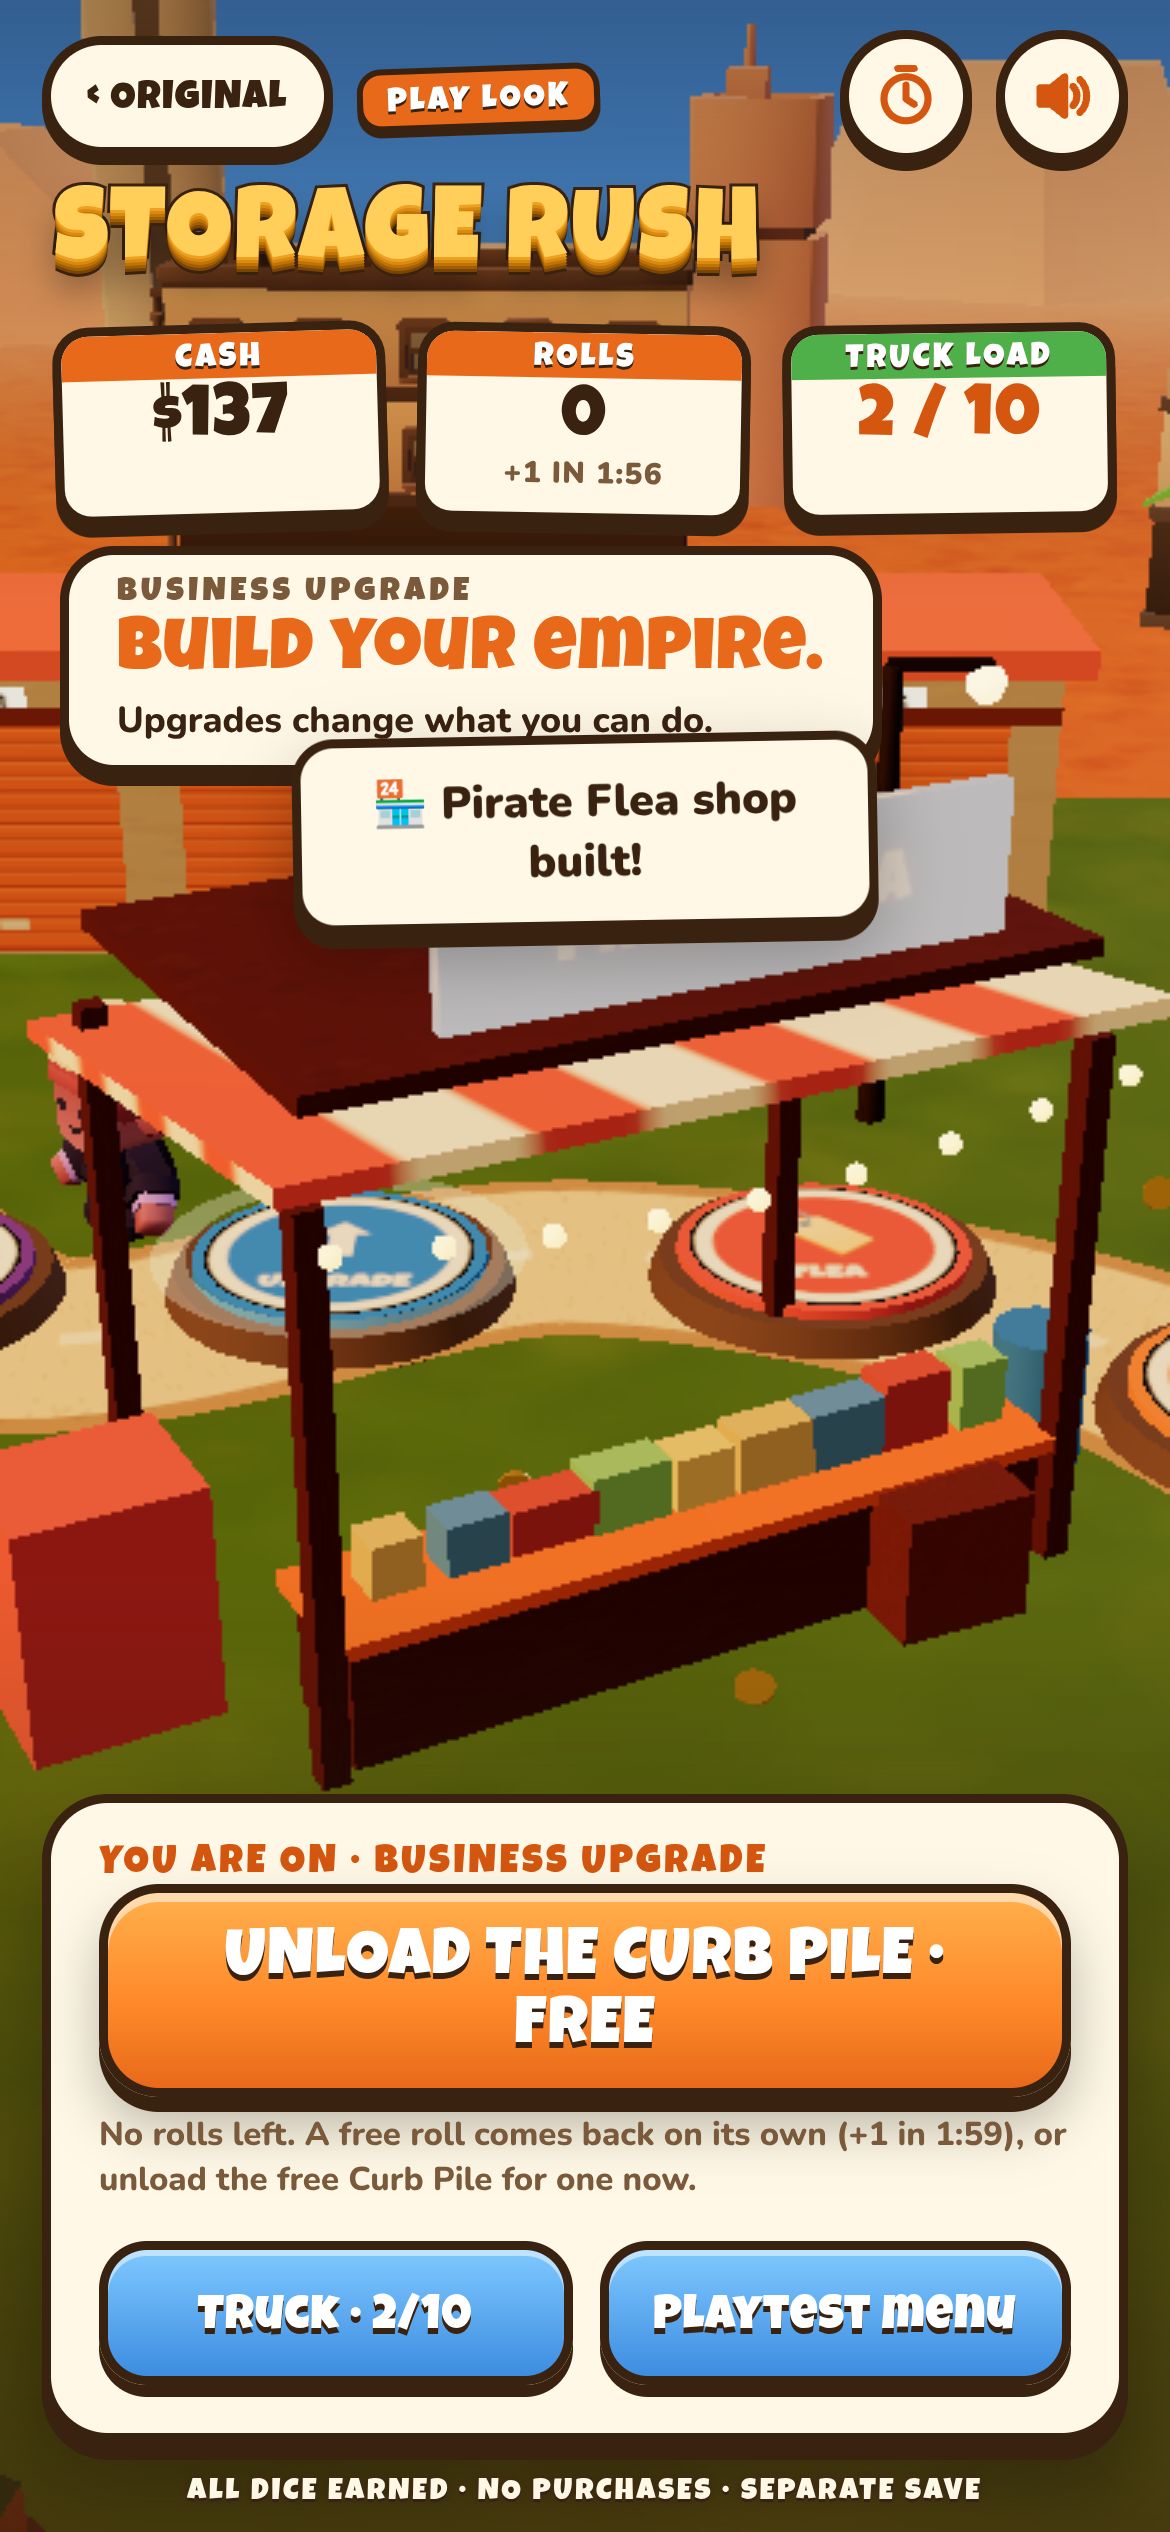 ‹ ORIGINAL
PLAY LOOK
STORAGE RUSH
CASH
$137
ROLLS
0
+1 IN 1:56
TRUCK LOAD
2 / 10
BUSINESS UPGRADE
BUILD YOUR EMPIRE.
Upgrades change what you can do.
24
Pirate Flea shop
built!
FLEA
YOU ARE ON · BUSINESS UPGRADE
UNLOAD THE CURB PILE ·
FREE
No rolls left. A free roll comes back on its own (+1 in 1:59), or
unload the free Curb Pile for one now.
TRUCK · 2/10
PLAYTEST MENU
ALL DICE EARNED · NO PURCHASES · SEPARATE SAVE